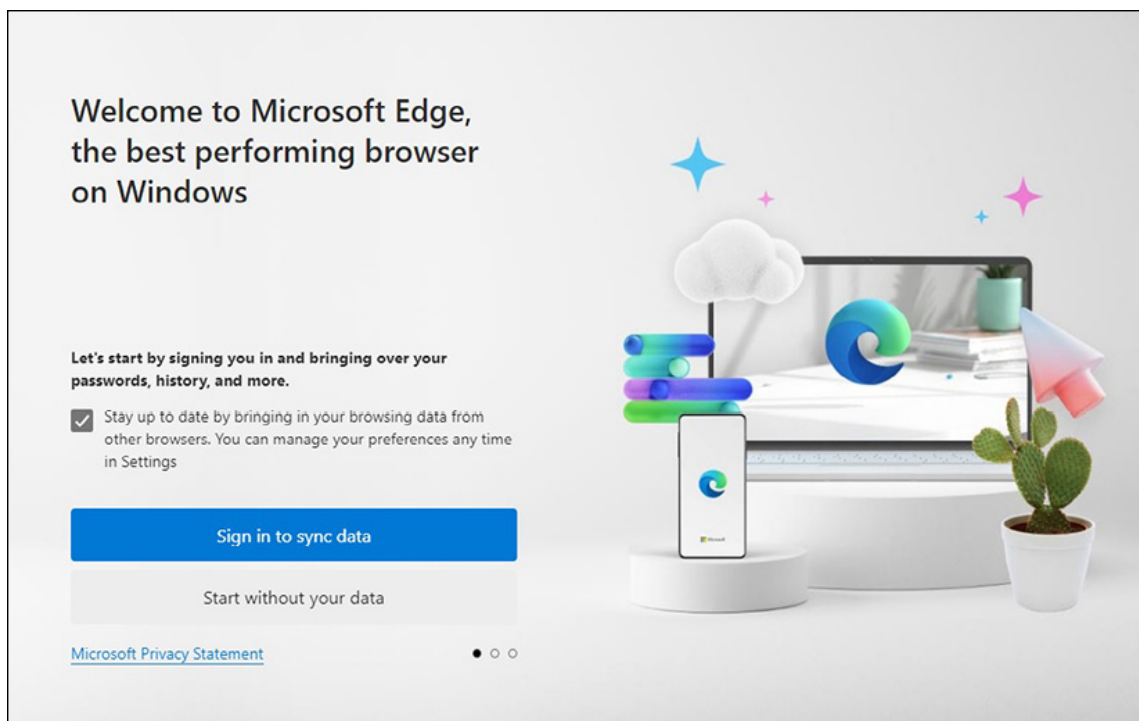 Welcome to Microsoft Edge,
the best performing browser
on Windows
Let's start by signing you in and bringing over your
passwords, history, and more.
Stay up to date by bringing in your browsing data from
other browsers. You can manage your preferences any time
in Settings
Sign in to sync data
Start without your data
Microsoft Privacy Statement
Microsoft